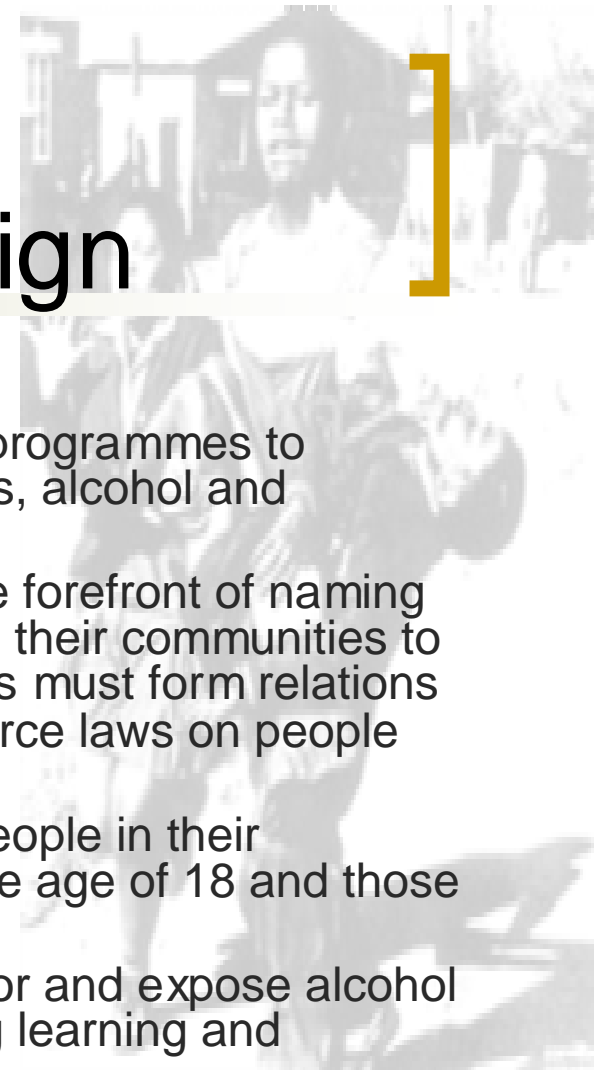 ign
programmes to
s, alcohol and
e forefront of naming
their communities to
s must form relations
rce laws on people
eople in their
e age of 18 and those
or and expose alcohol
g learning and